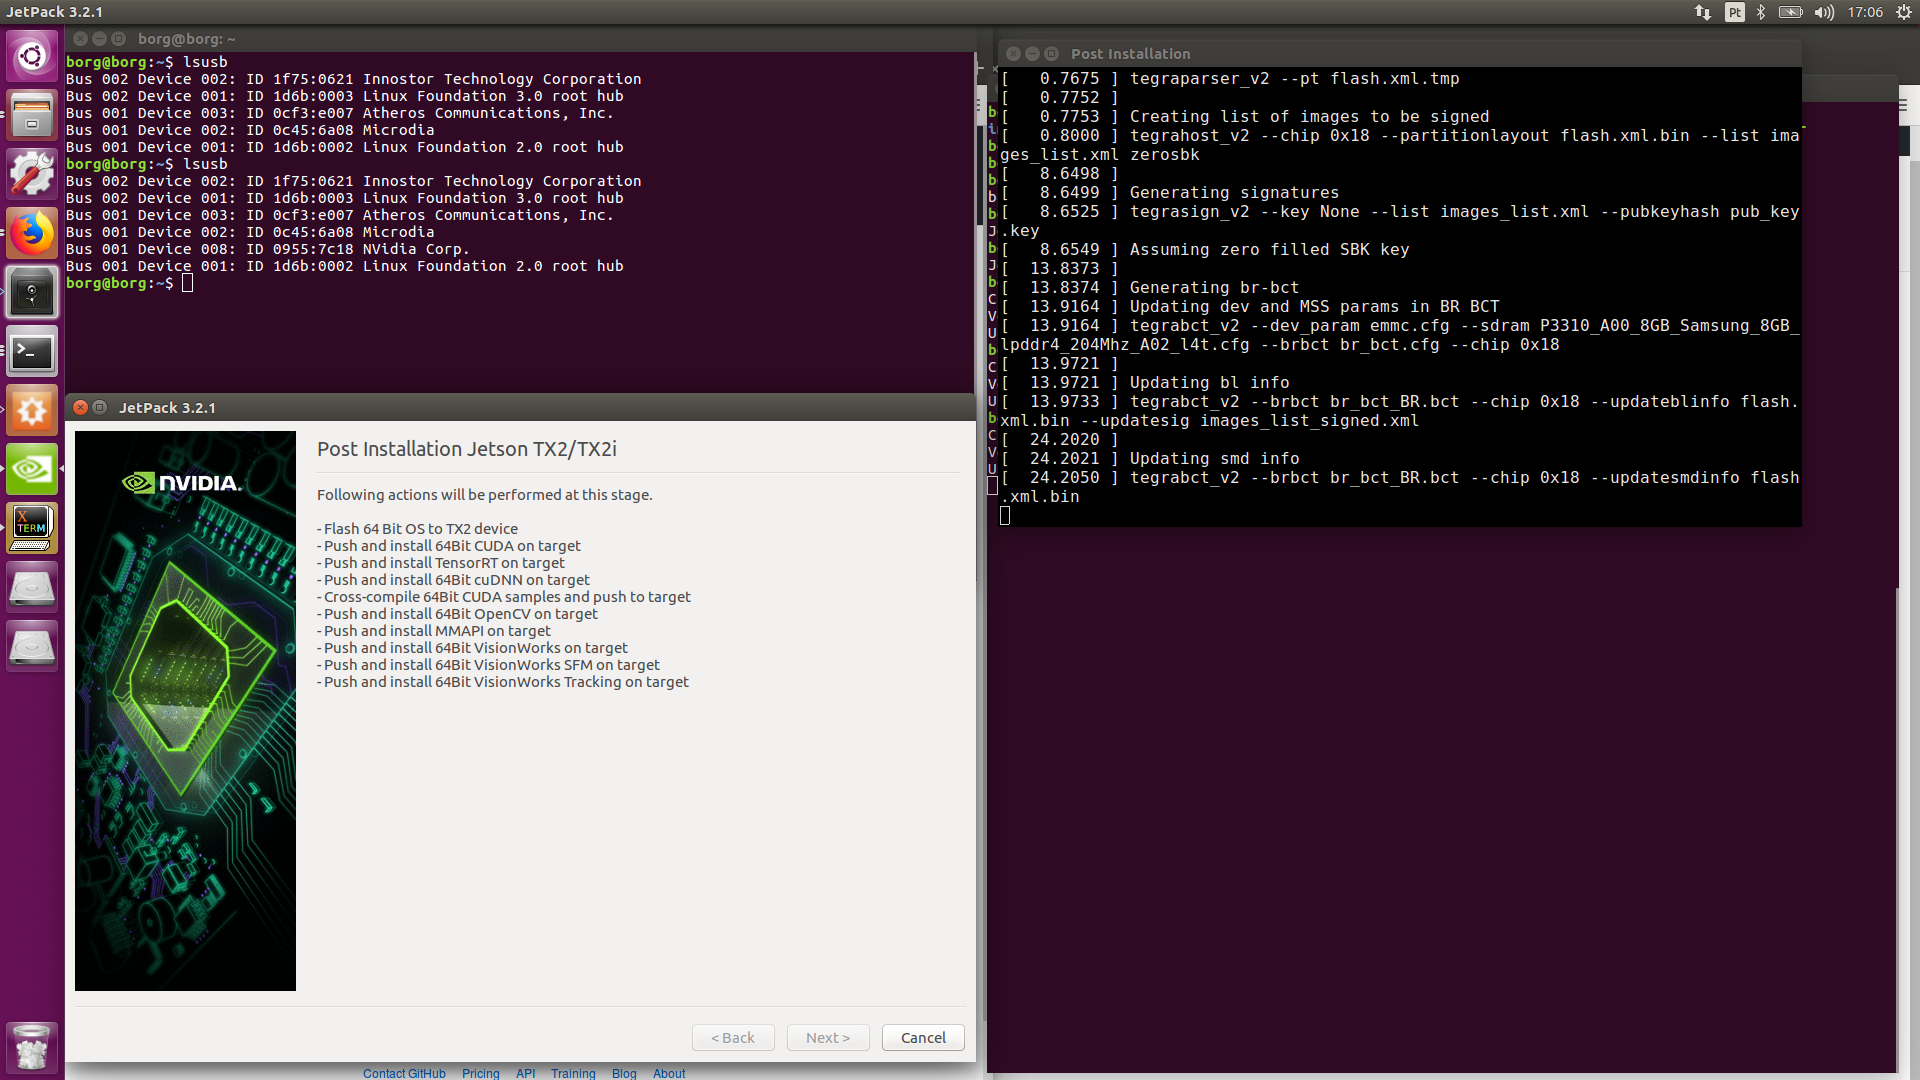 JetPack 3.2.1
Pt
17:06
borg@borg: ~
borg@borg:~$ lsusb
Bus 002 Device 002: ID 1f75:0621 Innostor Technology Corporation
Bus 002 Device 001: ID 1d6b:0003 Linux Foundation 3.0 root hub
Bus 001 Device 003: ID 0cf3:e007 Atheros Communications, Inc.
Bus 001 Device 002: ID 0c45:6a08 Microdia
Bus 001 Device 001: ID 1d6b:0002 Linux Foundation 2.0 root hub
borg@borg:~$ lsusb
Bus 002 Device 002: ID 1f75:0621 Innostor Technology Corporation
Bus 002 Device 001: ID 1d6b:0003 Linux Foundation 3.0 root hub
Bus 001 Device 003: ID 0cf3:e007 Atheros Communications, Inc.
Bus 001 Device 002: ID 0c45:6a08 Microdia
Bus 001 Device 008: ID 0955:7c18 NVidia Corp.
Bus 001 Device 001: ID 1d6b:0002 Linux Foundation 2.0 root hub
borg@borg:~$
JetPack 3.2.1
NVIDIA.
Post Installation Jetson TX2/TX2i
Following actions will be performed at this stage.
- Flash 64 Bit OS to TX2 device
- Push and install 64Bit CUDA on target
- Push and install TensorRT on target
- Push and install 64Bit cuDNN on target
- Cross-compile 64Bit CUDA samples and push to target
- Push and install 64Bit OpenCV on target
- Push and install MMAPI on target
- Push and install 64Bit VisionWorks on target
- Push and install 64Bit VisionWorks SFM on target
- Push and install 64Bit VisionWorks Tracking on target
< Back
Next >
Cancel
Contact GitHub Pricing API Training Blog About
X
TERM
Post Installation
[   0.7675 ] tegraparser_v2 --pt flash.xml.tmp
[   0.7752 ]
[   0.7753 ] Creating list of images to be signed
[   0.8000 ] tegrahost_v2 --chip 0x18 --partitionlayout flash.xml.bin --list ima
ges_list.xml zerosbk
[   8.6498 ]
[   8.6499 ] Generating signatures
[   8.6525 ] tegrasign_v2 --key None --list images_list.xml --pubkeyhash pub_key
.key
[   8.6549 ] Assuming zero filled SBK key
[  13.8373 ]
[  13.8374 ] Generating br-bct
[  13.9164 ] Updating dev and MSS params in BR BCT
[  13.9164 ] tegrabct_v2 --dev_param emmc.cfg --sdram P3310_A00_8GB_Samsung_8GB_
lpddr4_204Mhz_A02_l4t.cfg --brbct br_bct.cfg --chip 0x18
[  13.9721 ]
[  13.9721 ] Updating bl info
[  13.9733 ] tegrabct_v2 --brbct br_bct_BR.bct --chip 0x18 --updateblinfo flash.
xml.bin --updatesig images_list_signed.xml
[  24.2020 ]
[  24.2021 ] Updating smd info
[  24.2050 ] tegrabct_v2 --brbct br_bct_BR.bct --chip 0x18 --updatesmdinfo flash
.xml.bin